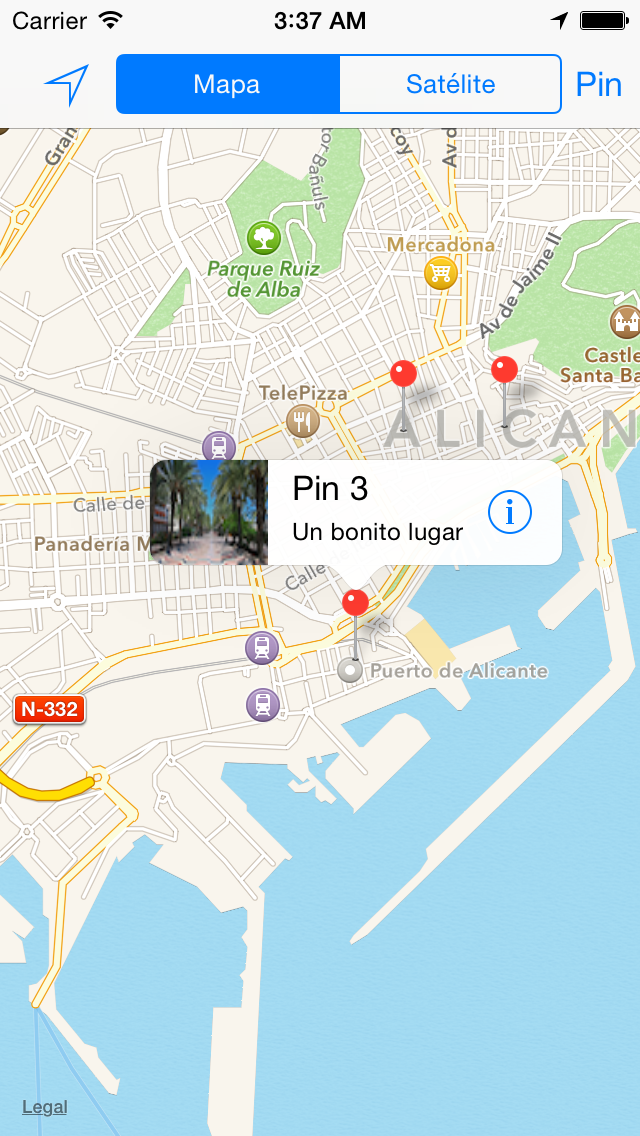 Carrier
3:37 AM
Mapa
Satélite
Pin
Gran
tor Bañuls
coy
Av
Av de Jaime II
Mercadona
Parque Ruiz
de Alba
Castle
Santa Ba
TelePizza
ALICAN
Calle de
Pin 3
Un bonito lugar
i
Panadería M
Calle de
Puerto de Alicante
N-332
Legal